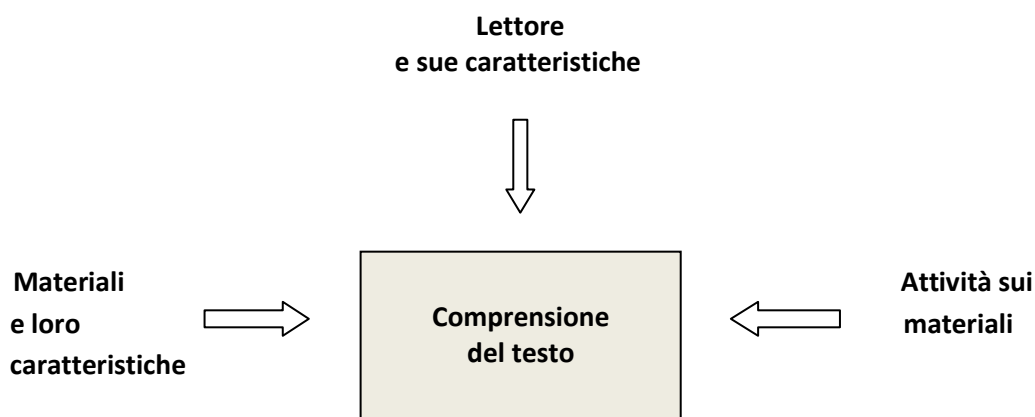 Lettore
e sue caratteristiche
Materiali
e loro
caratteristiche
Comprensione
del testo
Attività sui
materiali